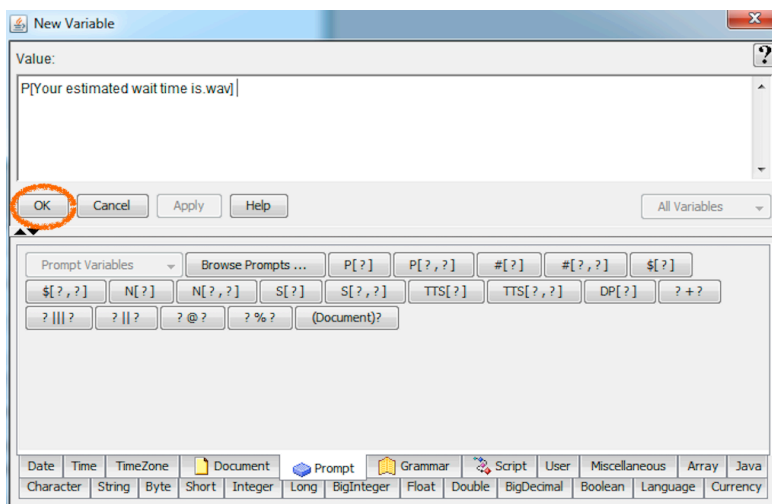 New Variable
Value:
P[Your estimated wait time is.wav]
OK Cancel Apply Help All Variables
Prompt Variables Browse Prompts ... P[?] P[?,?] #[?] #[?,?] $[?]
$[?,?] N[?] N[?,?] S[?] S[?,?] TTS[?] TTS[?,?] DP[?] ?+?
?|||? ?||? ?@? ?%? (Document)?
Date Time TimeZone Document Prompt Grammar Script User Miscellaneous Array Java
Character String Byte Short Integer Long BigInteger Float Double BigDecimal Boolean Language Currency